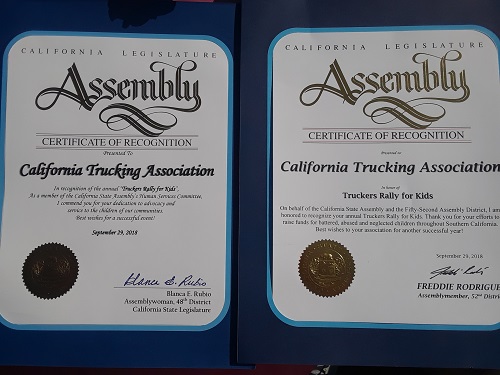 CALIFORNIA LEGISLATURE
Assembly
CERTIFICATE OF RECOGNITION
Presented To
California Trucking Association
In recognition of the annual "Truckers Rally for Kids".
As a member of the California State Assembly's Human Services Committee,
I commend you for your dedication to advocacy and
service to the children of our communities.
Best wishes for a successful event!
September 29, 2018
Blanca E. Rubio
Blanca E. Rubio
Assemblywoman, 48th District
California State Legislature
CALIFORNIA LEGISLATURE
Assembly
CERTIFICATE OF RECOGNITION
Presented to
California Trucking Association
In honor of
Truckers Rally for Kids
On behalf of the California State Assembly and the Fifty-Second Assembly District, I am
honored to recognize your annual Truckers Rally for Kids. Thank you for your efforts to
raise funds for battered, abused and neglected children throughout Southern California.
Best wishes to your association for another successful year!
September 29, 2018
FREDDIE RODRIGUE
Assemblymember, 52nd Distri